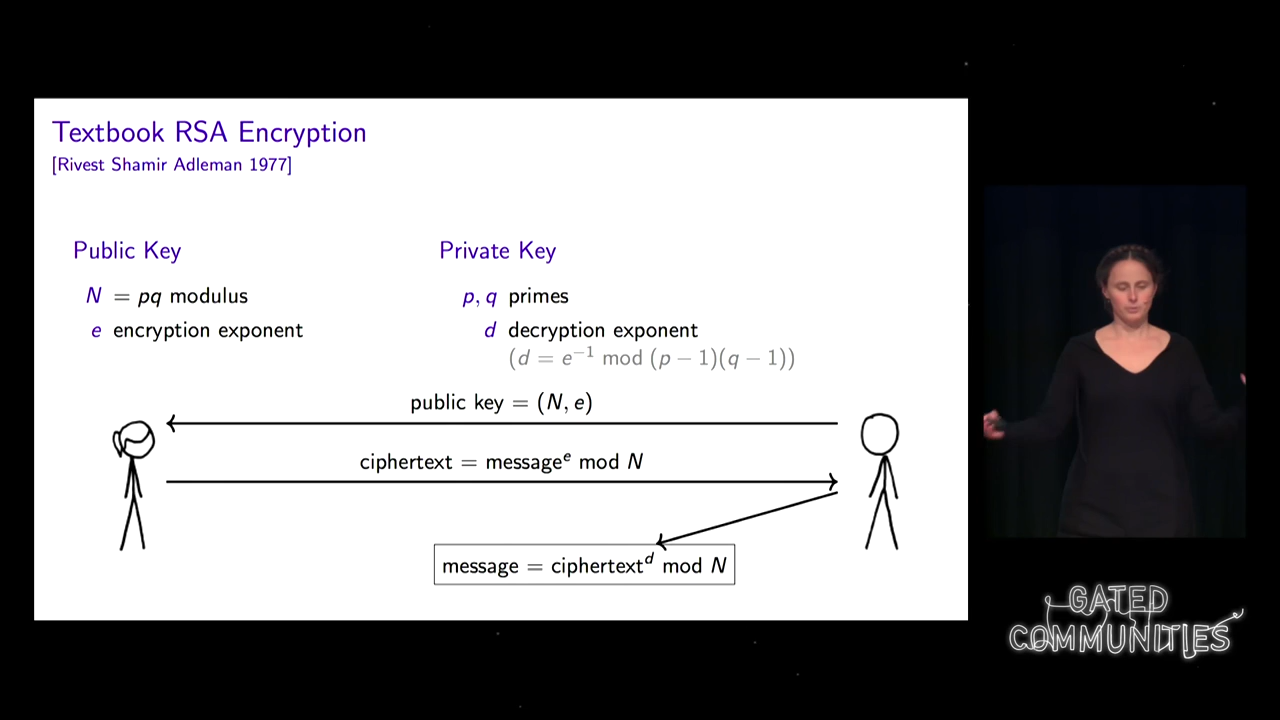 Textbook RSA Encryption
[Rivest Shamir Adleman 1977]
Public Key
N = pq modulus
e encryption exponent
Private Key
p, q primes
d decryption exponent
(d = e⁻¹ mod (p − 1)(q − 1))
public key = (N, e)
ciphertext = messageᵉ mod N
message = ciphertextᵈ mod N
GATED
COMMUNITIES